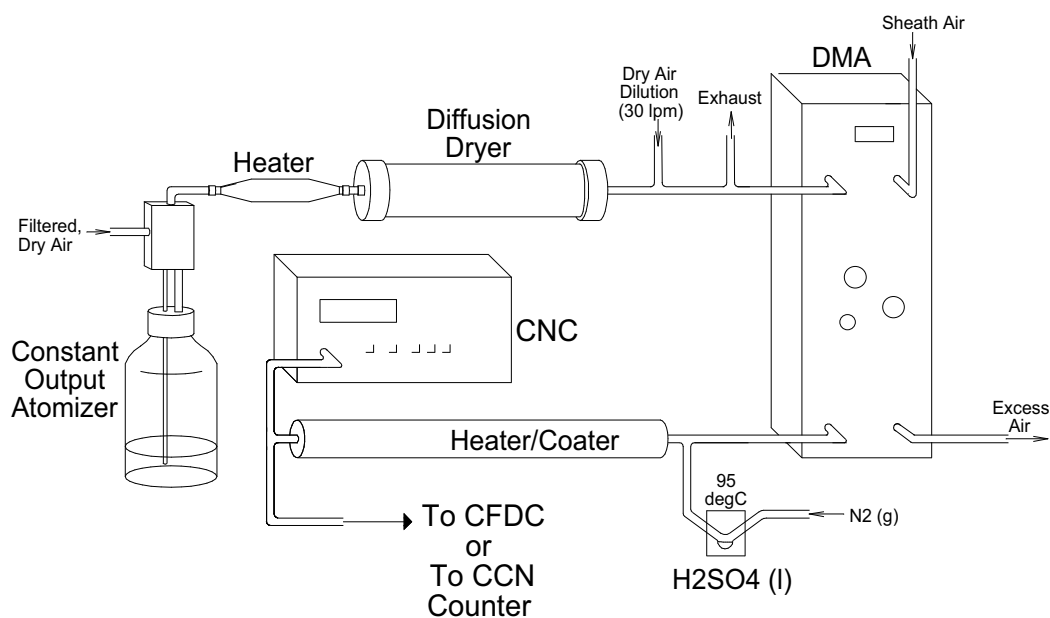 Sheath Air
DMA
Dry Air
Dilution
(30 lpm)
Exhaust
Diffusion
Dryer
Heater
Filtered,
Dry Air
CNC
Constant
Output
Atomizer
Heater/Coater
Excess
Air
95
degC
N2 (g)
H2SO4 (l)
To CFDC
or
To CCN
Counter